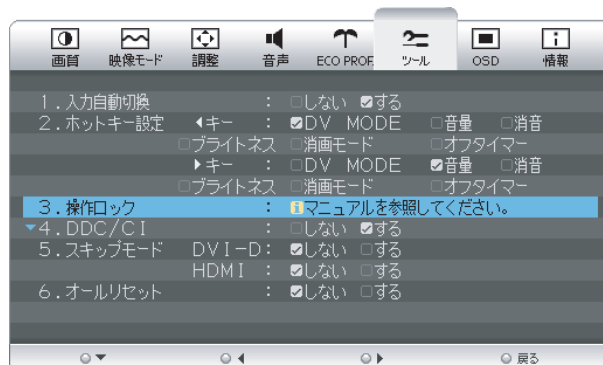 画質 映像モード 調整 音声 ECO PROF. ツール OSD 情報
1.入力自動切換 : □しない ☑する
2.ホットキー設定 ◀キー : ☑DV MODE □音量 □消音
□ブライトネス □消画モード □オフタイマー
▶キー : □DV MODE ☑音量 □消音
□ブライトネス □消画モード □オフタイマー
3.操作ロック : iマニュアルを参照してください。
▼4.DDC/CI : □しない ☑する
5.スキップモード DVI-D: ☑しない □する
HDMI : ☑しない □する
6.オールリセット : ☑しない □する
▼ ◀ ▶ 戻る